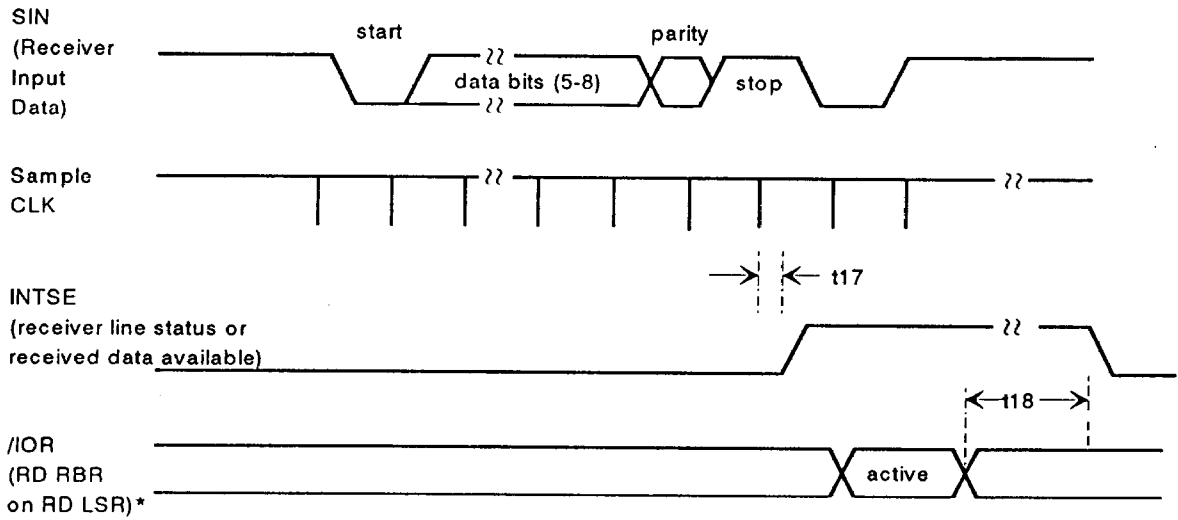 SIN
(Receiver
Input
Data)
start
data bits (5-8)
parity
stop
Sample
CLK
t17
INTSE
(receiver line status or
received data available)
t18
/IOR
(RD RBR
on RD LSR)*
active